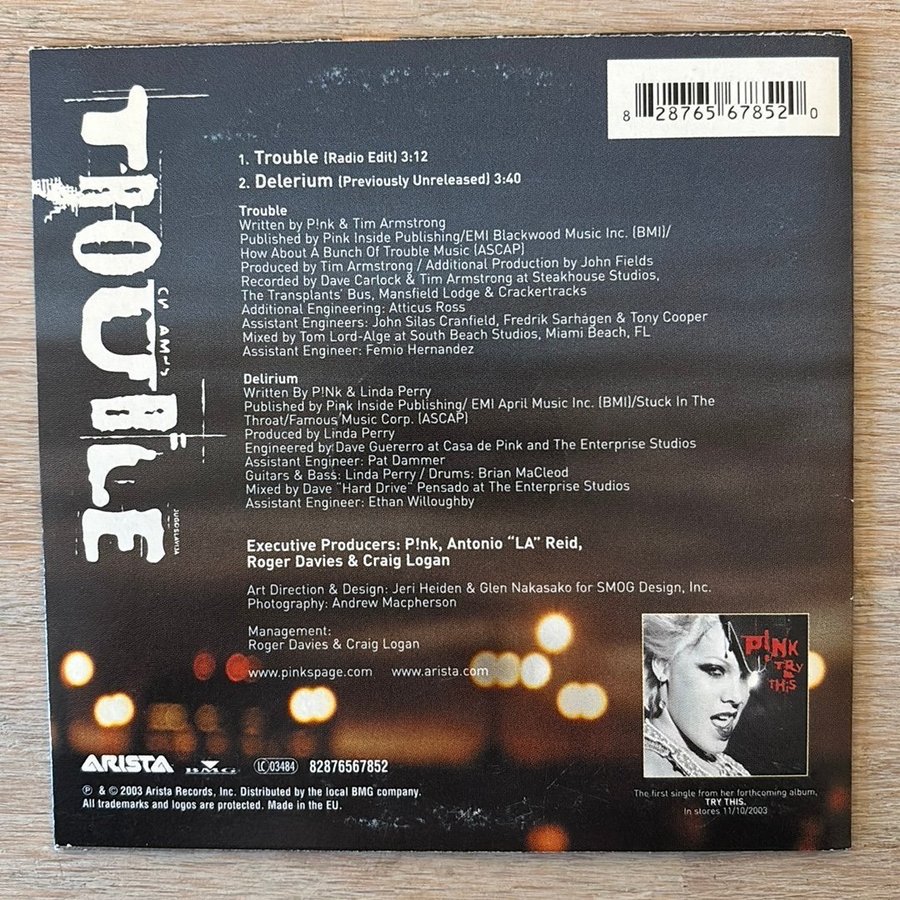 TROUBLE
JUGOSLAVIJA
8 28765 67852 0
1. Trouble (Radio Edit) 3:12
2. Delerium (Previously Unreleased) 3:40
Trouble
Written by P!nk & Tim Armstrong
Published by Pink Inside Publishing/EMI Blackwood Music Inc. (BMI)/
How About A Bunch Of Trouble Music (ASCAP)
Produced by Tim Armstrong / Additional Production by John Fields
Recorded by Dave Carlock & Tim Armstrong at Steakhouse Studios,
The Transplants' Bus, Mansfield Lodge & Crackertracks
Additional Engineering: Atticus Ross
Assistant Engineers: John Silas Cranfield, Fredrik Sarhagen & Tony Cooper
Mixed by Tom Lord-Alge at South Beach Studios, Miami Beach, FL
Assistant Engineer: Femio Hernandez
Delirium
Written By P!Nk & Linda Perry
Published by Pink Inside Publishing/ EMI April Music Inc. (BMI)/Stuck In The
Throat/Famous Music Corp. (ASCAP)
Produced by Linda Perry
Engineered by Dave Guererro at Casa de Pink and The Enterprise Studios
Assistant Engineer: Pat Dammer
Guitars & Bass: Linda Perry / Drums: Brian MacLeod
Mixed by Dave "Hard Drive" Pensado at The Enterprise Studios
Assistant Engineer: Ethan Willoughby
Executive Producers: P!nk, Antonio "LA" Reid,
Roger Davies & Craig Logan
Art Direction & Design: Jeri Heiden & Glen Nakasako for SMOG Design, Inc.
Photography: Andrew Macpherson
Management:
Roger Davies & Craig Logan
www.pinkspage.com www.arista.com
P!NK
TRY
THIS
ARISTA BMG LC 03484 82876567852
℗ & © 2003 Arista Records, Inc. Distributed by the local BMG company.
All trademarks and logos are protected. Made in the EU.
The first single from her forthcoming album,
TRY THIS.
In stores 11/10/2003